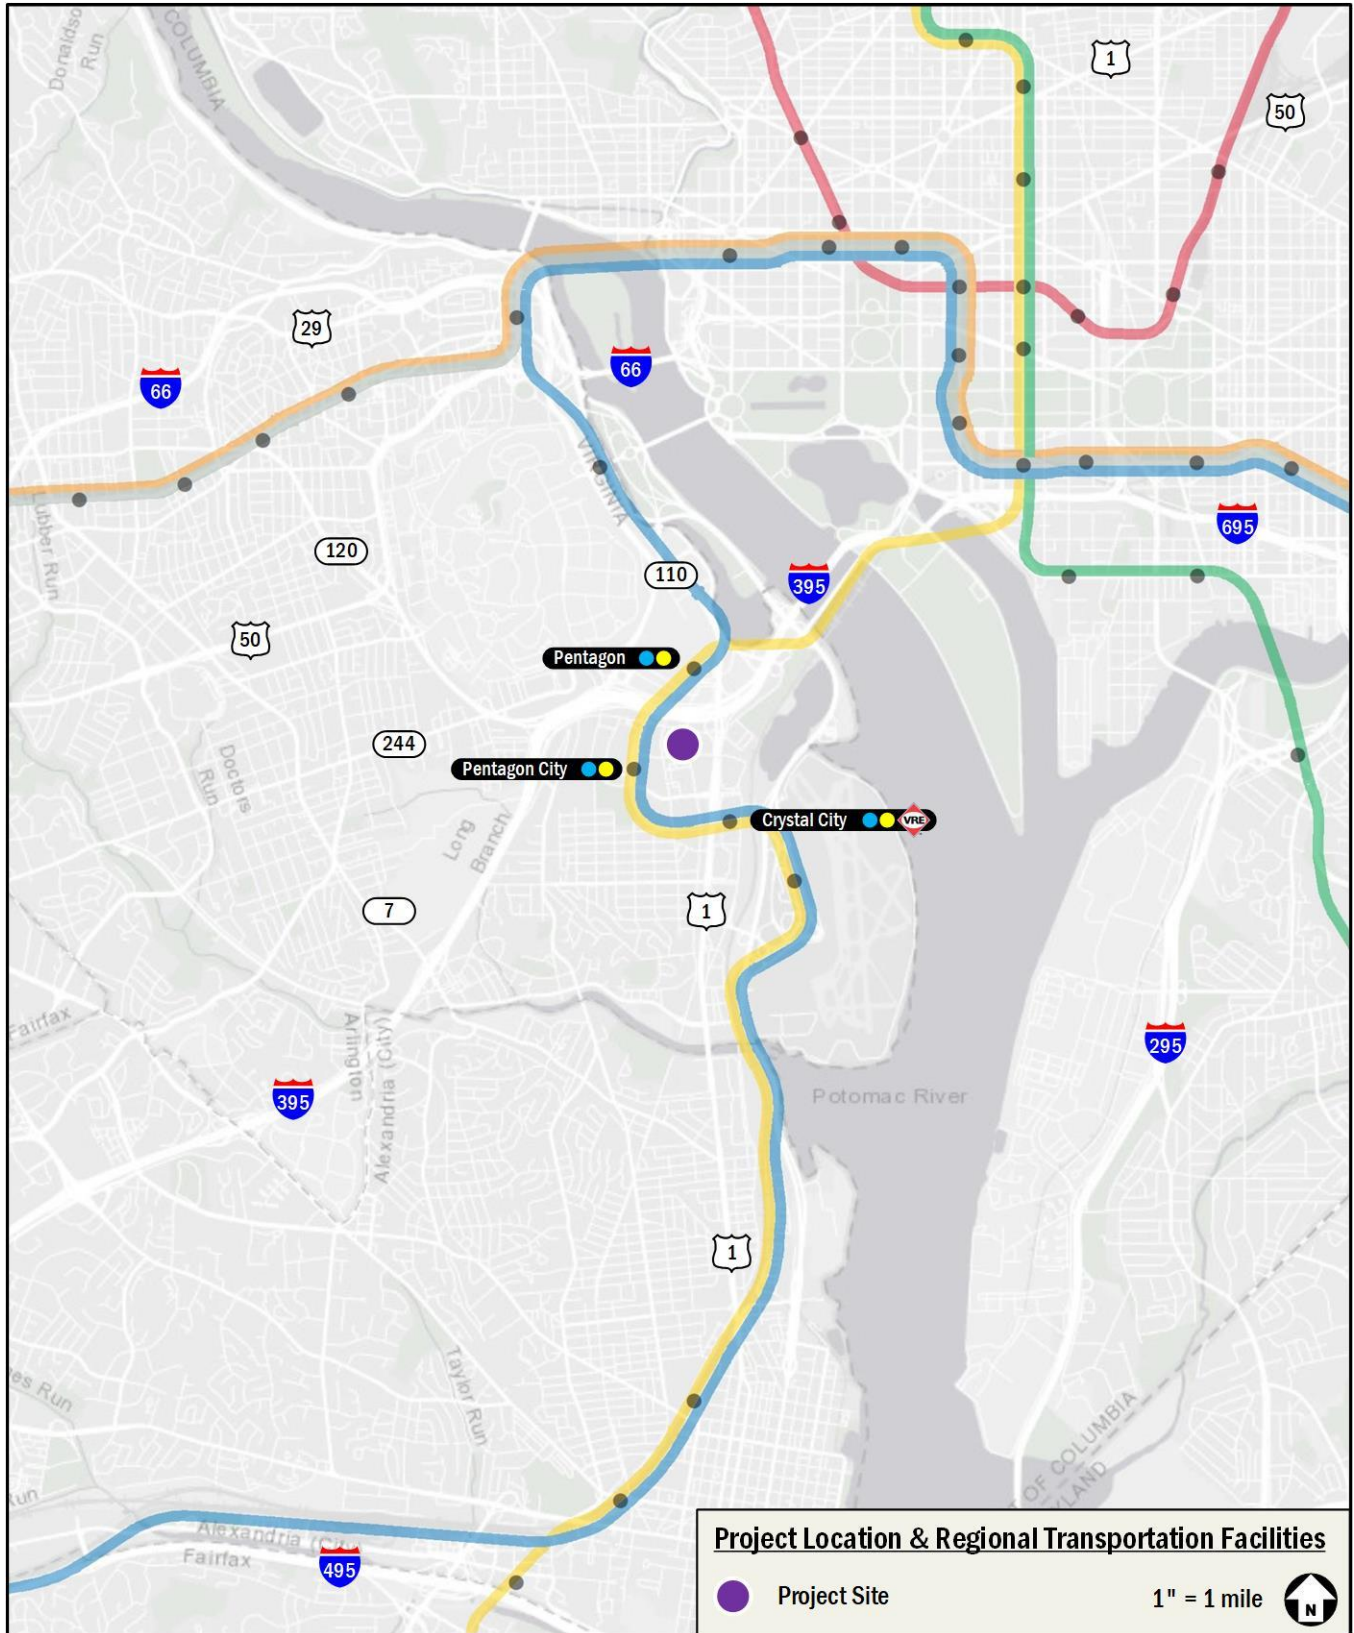 Donaldson
Run
COLUMBIA
1
50
29
66
66
VIRGINIA
Lubber Run
120
110
395
695
50
Pentagon
244
Pentagon City
Doctors
Run
Crystal City VRE
Long
Branch
7
1
Fairfax
Arlington
Alexandria (City)
295
395
Potomac River
1
es Run
Taylor Run
OF COLUMBIA
YLAND
Run
Alexandria (City)
Fairfax
495
Project Location & Regional Transportation Facilities
Project Site
1" = 1 mile
N